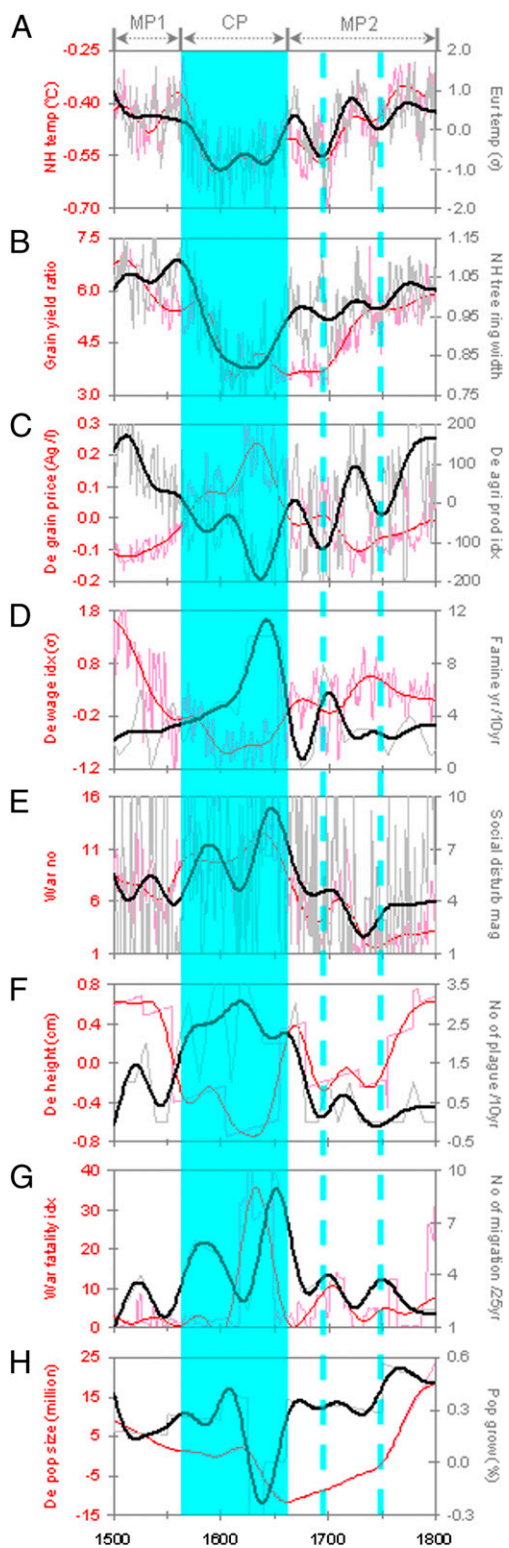 MP1 CP MP2
A
-0.25 2.0
-0.40 1.0
0.0
-0.55 -1.0
-0.70 -2.0
NH temp (°C)
Eur temp (σ)
B
7.5 1.15
6.0 1.05
0.95
4.5 0.85
3.0 0.75
Grain yield ratio
NH tree ring width
C
0.3 200
0.2 100
0.1 0
0.0
-0.1 -100
-0.2 -200
De grain price (Ag/l)
De agri prod idx
D
1.8 12
0.8 8
-0.2 4
-1.2 0
De wage idx (σ)
Famine yr/10yr
E
16 10
11 7
6 4
1 1
War no
Social disturb mag
F
0.8 3.5
0.4 2.5
0.0 1.5
-0.4 0.5
-0.8 -0.5
De height (cm)
No of plague /10yr
G
40 10
30 7
20
10 4
0 1
War fatality idx
No of migration /25yr
H
25 0.6
15 0.3
5 0.0
-5
-15 -0.3
De pop size (million)
Pop grow (%)
1500 1600 1700 1800